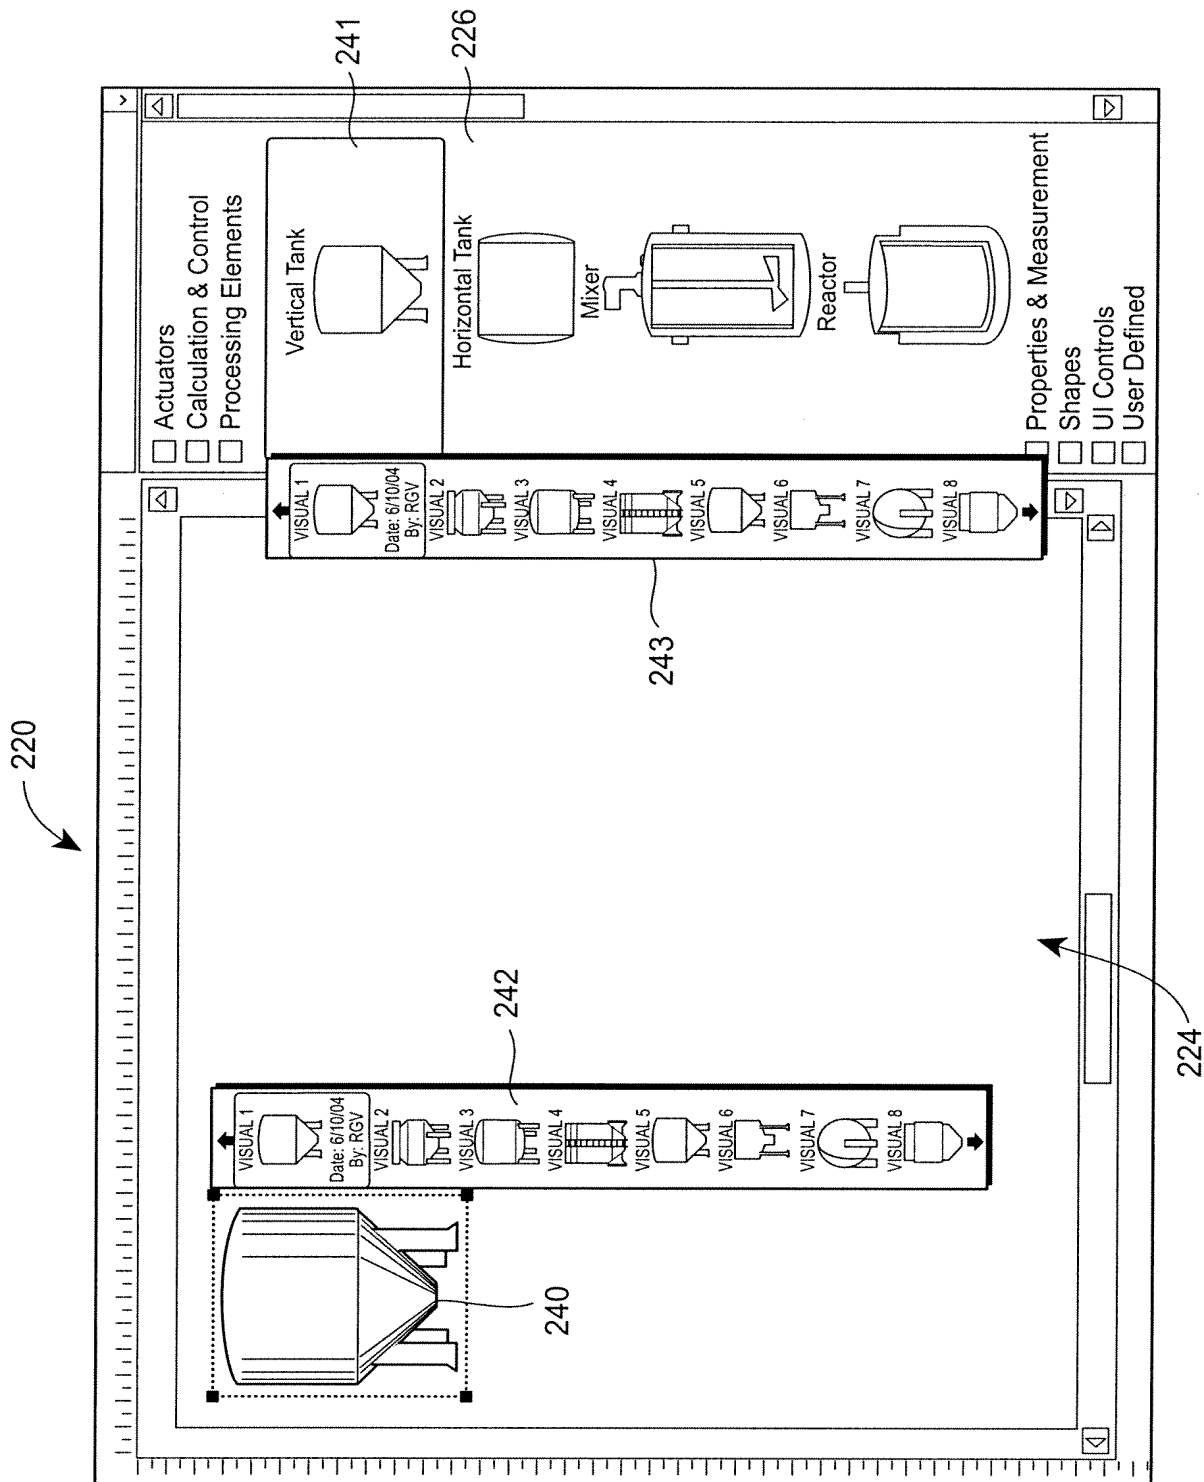 220
Actuators
Calculation & Control
Processing Elements
Vertical Tank
241
226
Horizontal Tank
Mixer
Reactor
Properties & Measurement
Shapes
UI Controls
User Defined
VISUAL 1
Date: 6/10/04
By: RGV
VISUAL 2
VISUAL 3
VISUAL 4
VISUAL 5
VISUAL 6
VISUAL 7
VISUAL 8
243
VISUAL 1
Date: 6/10/04
By: RGV
VISUAL 2
VISUAL 3
VISUAL 4
VISUAL 5
VISUAL 6
VISUAL 7
VISUAL 8
242
240
224